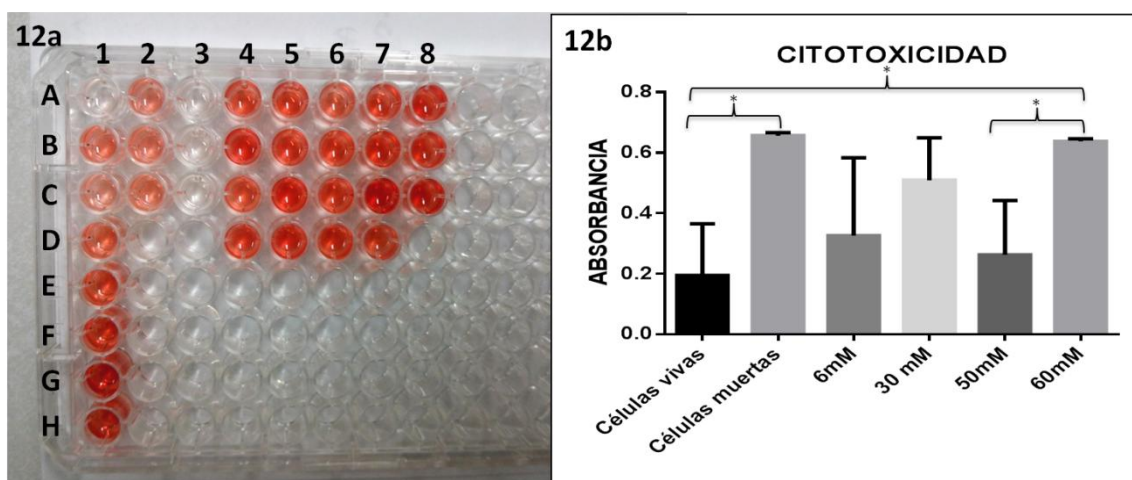 12a
1 2 3 4 5 6 7 8
A
B
C
D
E
F
G
H
12b
CITOTOXICIDAD
*
* *
ABSORBANCIA
0.8
0.6
0.4
0.2
0.0
Células vivas
Células muertas
6mM
30 mM
50mM
60mM